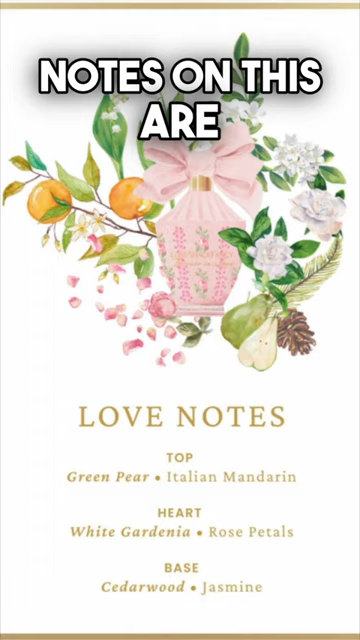 NOTES ON THIS
ARE
LOVE NOTES
TOP
Green Pear • Italian Mandarin
HEART
White Gardenia • Rose Petals
BASE
Cedarwood • Jasmine